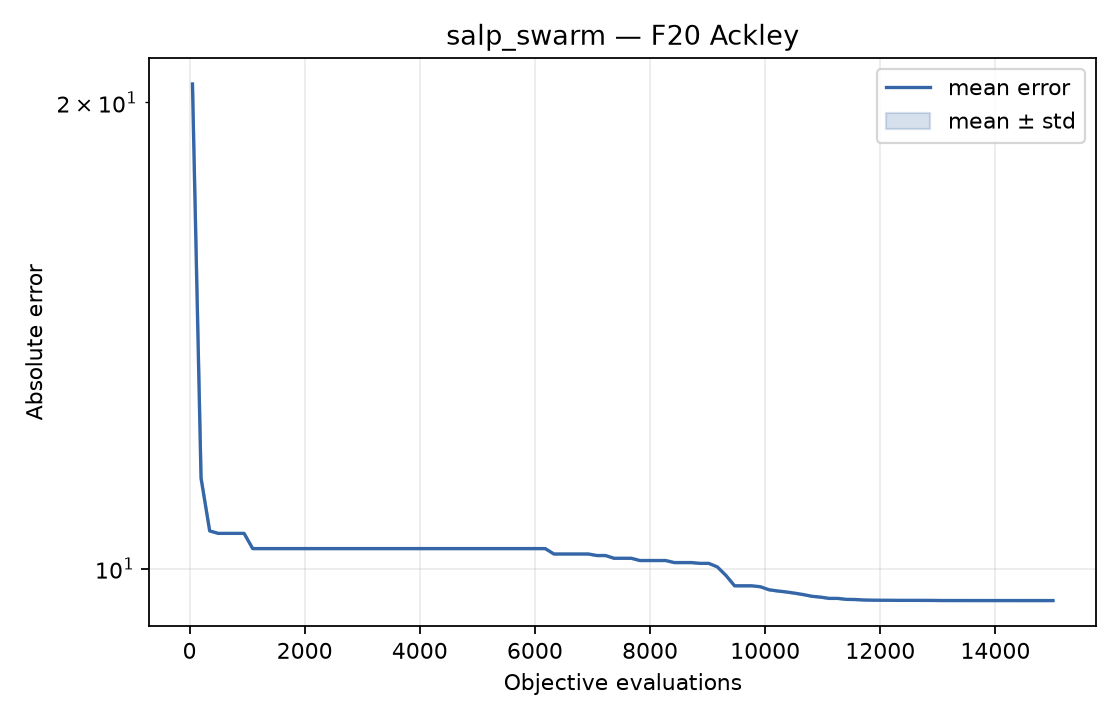 salp_swarm — F20 Ackley
mean error
mean ± std
2 × 10¹
10¹
Absolute error
0 2000 4000 6000 8000 10000 12000 14000
Objective evaluations